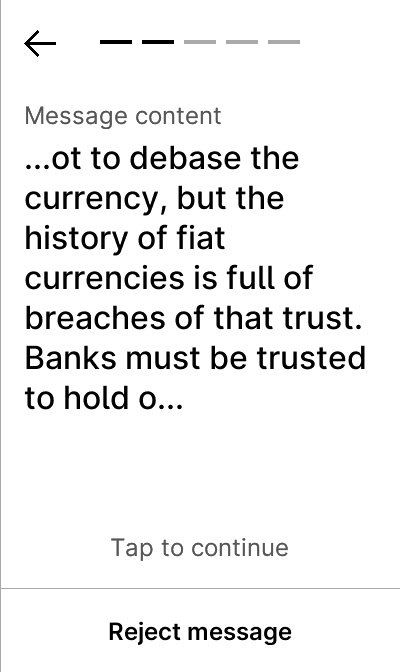 Message content
...ot to debase the
currency, but the
history of fiat
currencies is full of
breaches of that trust.
Banks must be trusted
to hold o...
Tap to continue
Reject message